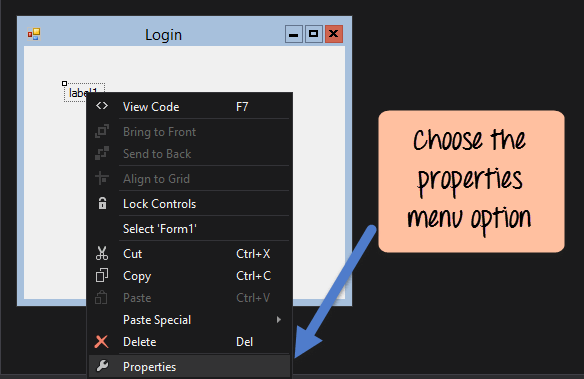 Login
label1
View Code F7
Bring to Front
Send to Back
Align to Grid
Lock Controls
Select 'Form1'
Cut Ctrl+X
Copy Ctrl+C
Paste Ctrl+V
Paste Special
Delete Del
Properties
Choose the
properties
menu option